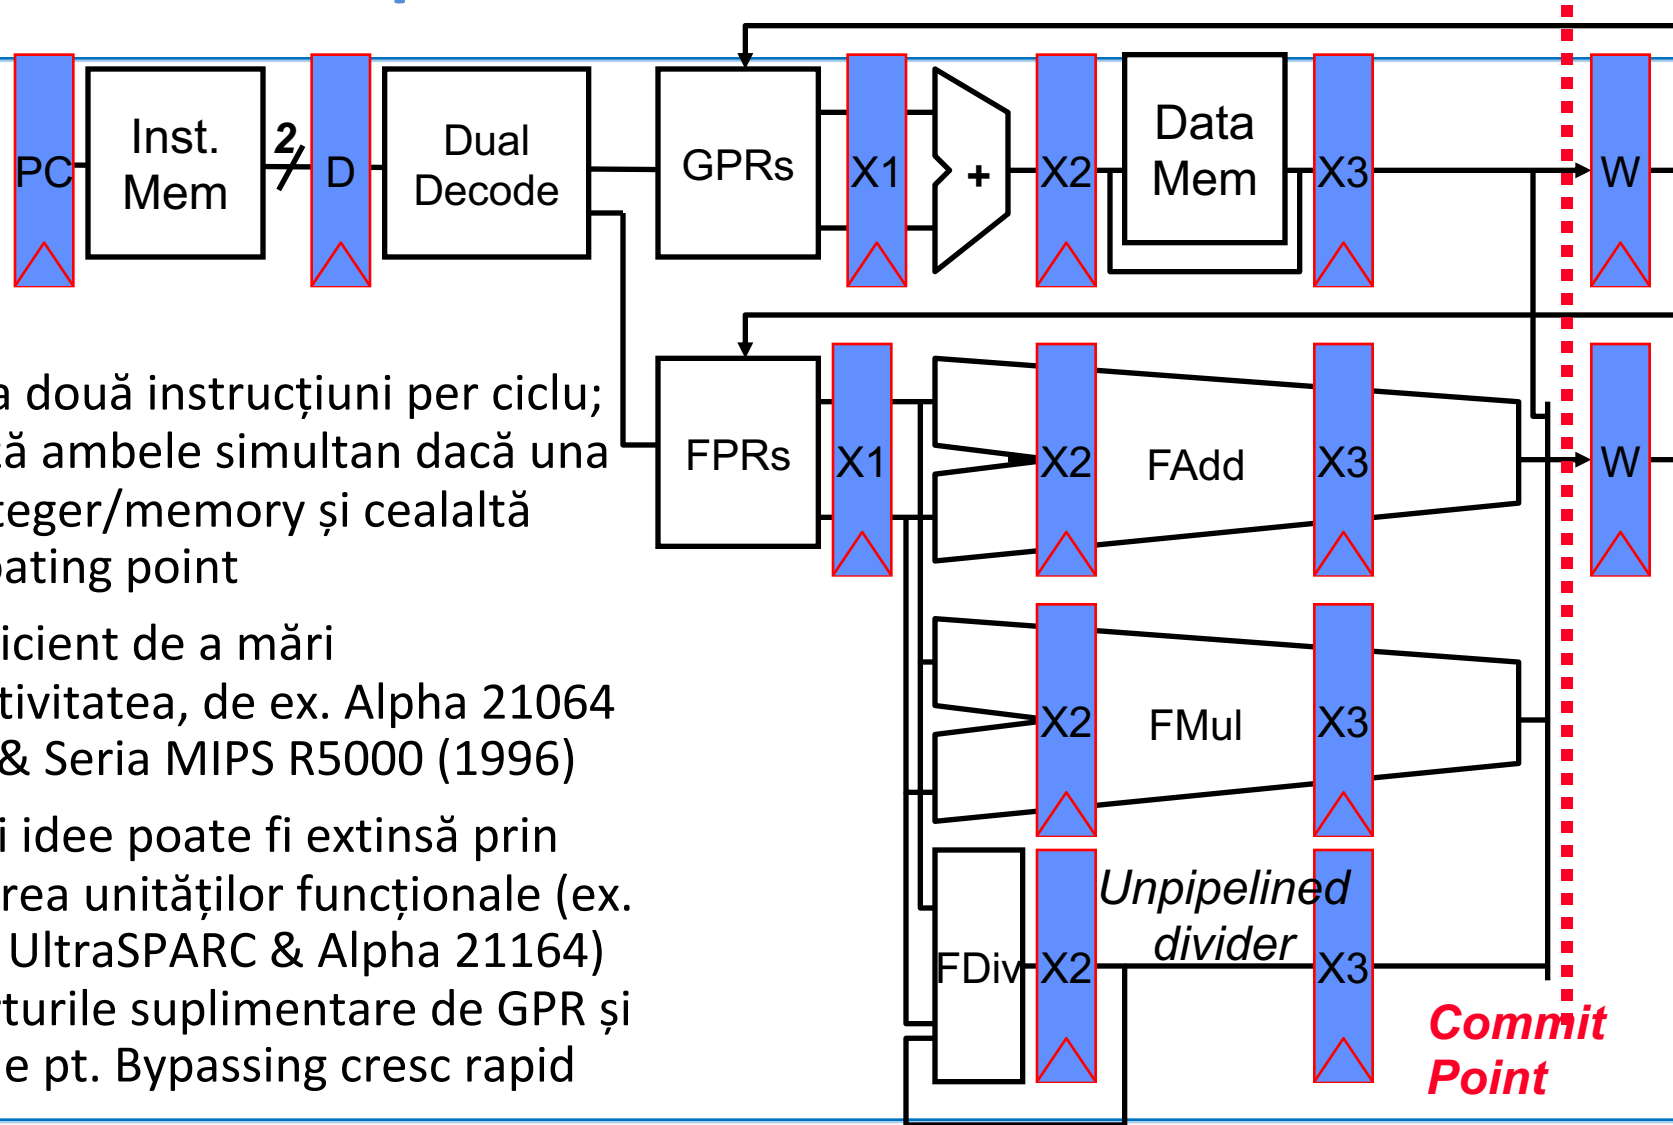 PC
Inst.
Mem
2
D
Dual
Decode
GPRs
X1
+
X2
Data
Mem
X3
W
a două instrucțiuni per ciclu;
ă ambele simultan dacă una
teger/memory și cealaltă
oating point
icient de a mări
tivitatea, de ex. Alpha 21064
& Seria MIPS R5000 (1996)
i idee poate fi extinsă prin
rea unităților funcționale (ex.
UltraSPARC & Alpha 21164)
rturile suplimentare de GPR și
e pt. Bypassing cresc rapid
FPRs
X1
X2
FAdd
X3
W
X2
FMul
X3
FDiv
X2
Unpipelined
divider
X3
Commit
Point